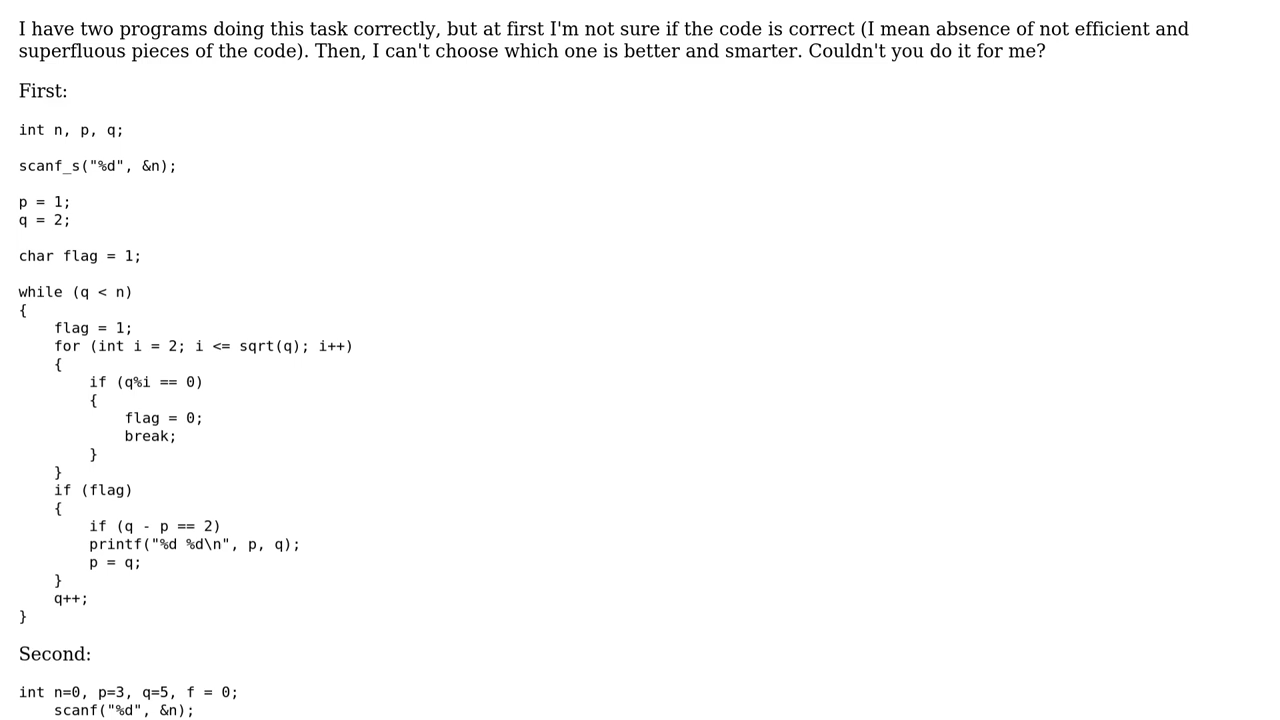 I have two programs doing this task correctly, but at first I'm not sure if the code is correct (I mean absence of not efficient and
superfluous pieces of the code). Then, I can't choose which one is better and smarter. Couldn't you do it for me?
First:
int n, p, q;
scanf_s("%d", &n);
p = 1;
q = 2;
char flag = 1;
while (q < n)
{
    flag = 1;
    for (int i = 2; i <= sqrt(q); i++)
    {
        if (q%i == 0)
        {
            flag = 0;
            break;
        }
    }
    if (flag)
    {
        if (q - p == 2)
        printf("%d %d\n", p, q);
        p = q;
    }
    q++;
}
Second:
int n=0, p=3, q=5, f = 0;
    scanf("%d", &n);